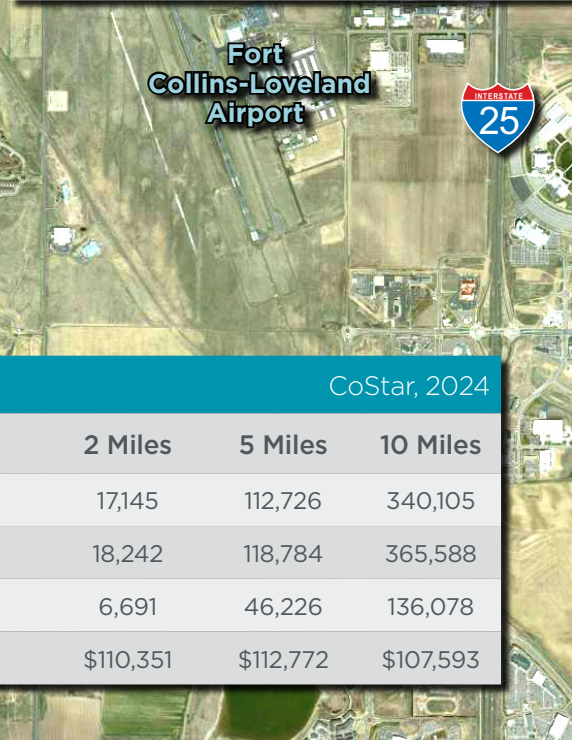 Fort
Collins-Loveland
Airport
INTERSTATE
25
CoStar, 2024
2 Miles 5 Miles 10 Miles
17,145 112,726 340,105
18,242 118,784 365,588
6,691 46,226 136,078
$110,351 $112,772 $107,593